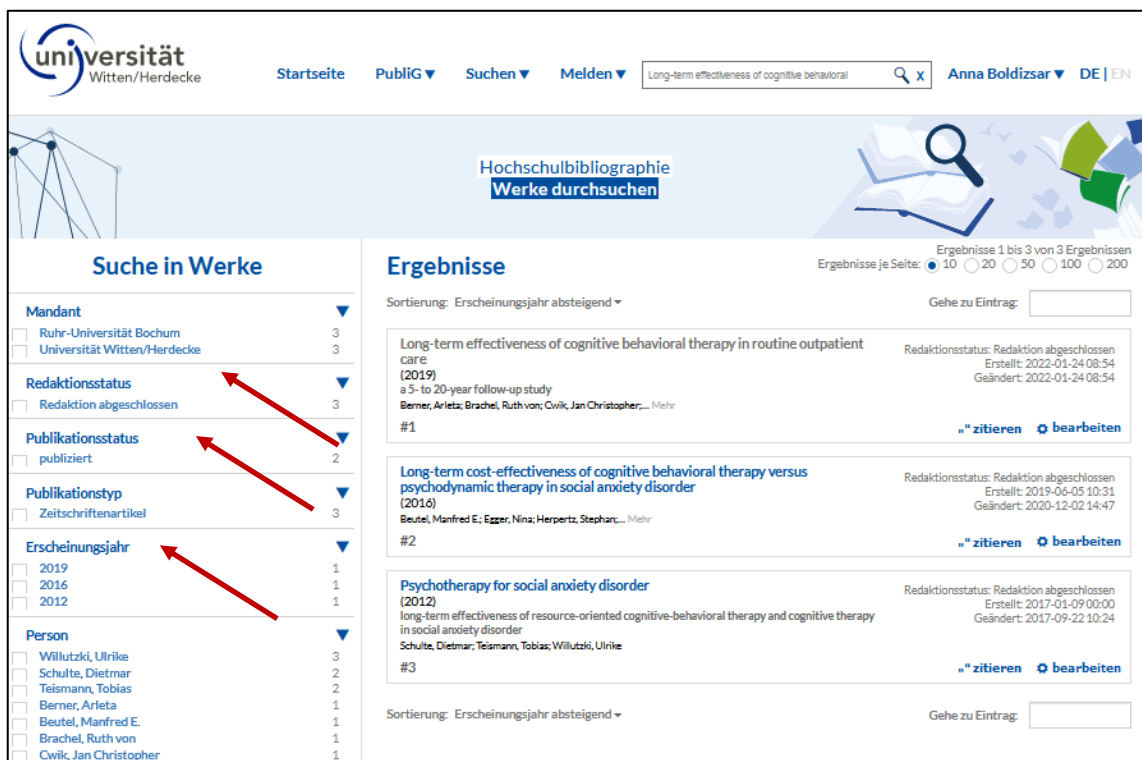 universität
Witten/Herdecke
Startseite PubliG▼ Suchen▼ Melden▼ Long-term effectiveness of cognitive behavioral x Anna Boldizsar▼ DE | EN
Hochschulbibliographie
Werke durchsuchen
Suche in Werke
Mandant ▼
Ruhr-Universität Bochum 3
Universität Witten/Herdecke 3
Redaktionsstatus ▼
Redaktion abgeschlossen 3
Publikationsstatus ▼
publiziert 2
Publikationstyp ▼
Zeitschriftenartikel 3
Erscheinungsjahr ▼
2019 1
2016 1
2012 1
Person ▼
Willutzki, Ulrike 3
Schulte, Dietmar 2
Teismann, Tobias 2
Berner, Arleta 1
Beutel, Manfred E. 1
Brachel, Ruth von 1
Cwik, Jan Christopher 1
Ergebnisse
Ergebnisse 1 bis 3 von 3 Ergebnissen
Ergebnisse je Seite: 10 20 50 100 200
Sortierung: Erscheinungsjahr absteigend ▾ Gehe zu Eintrag:
Long-term effectiveness of cognitive behavioral therapy in routine outpatient
care
(2019)
a 5- to 20-year follow-up study
Berner, Arleta; Brachel, Ruth von; Cwik, Jan Christopher;... Mehr
#1
Redaktionsstatus: Redaktion abgeschlossen
Erstellt: 2022-01-24 08:54
Geändert: 2022-01-24 08:54
„“ zitieren bearbeiten
Long-term cost-effectiveness of cognitive behavioral therapy versus
psychodynamic therapy in social anxiety disorder
(2016)
Beutel, Manfred E.; Egger, Nina; Herpertz, Stephan;... Mehr
#2
Redaktionsstatus: Redaktion abgeschlossen
Erstellt: 2019-06-05 10:31
Geändert: 2020-12-02 14:47
„“ zitieren bearbeiten
Psychotherapy for social anxiety disorder
(2012)
long-term effectiveness of resource-oriented cognitive-behavioral therapy and cognitive therapy
in social anxiety disorder
Schulte, Dietmar; Teismann, Tobias; Willutzki, Ulrike
#3
Redaktionsstatus: Redaktion abgeschlossen
Erstellt: 2017-01-09 00:00
Geändert: 2017-09-22 10:24
„“ zitieren bearbeiten
Sortierung: Erscheinungsjahr absteigend ▾ Gehe zu Eintrag: